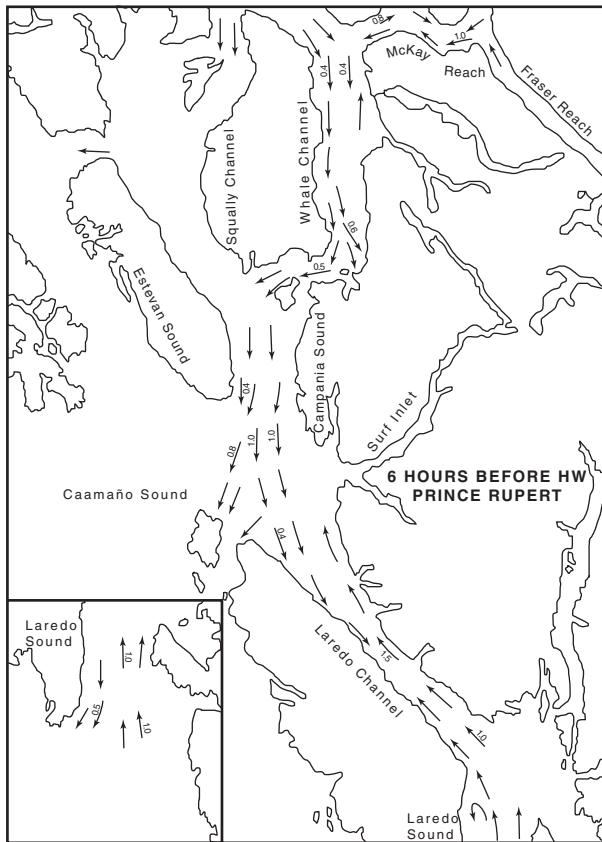 0.8
1.0
McKay
Reach
Fraser Reach
0.4
0.4
Squally Channel
Whale Channel
0.6
0.5
Estevan Sound
Campania Sound
0.4
Surf Inlet
0.8
1.0
1.0
6 HOURS BEFORE HW
PRINCE RUPERT
Caamaño Sound
0.4
Laredo
Sound
1.0
0.5
1.0
Laredo Channel
1.5
1.0
Laredo
Sound